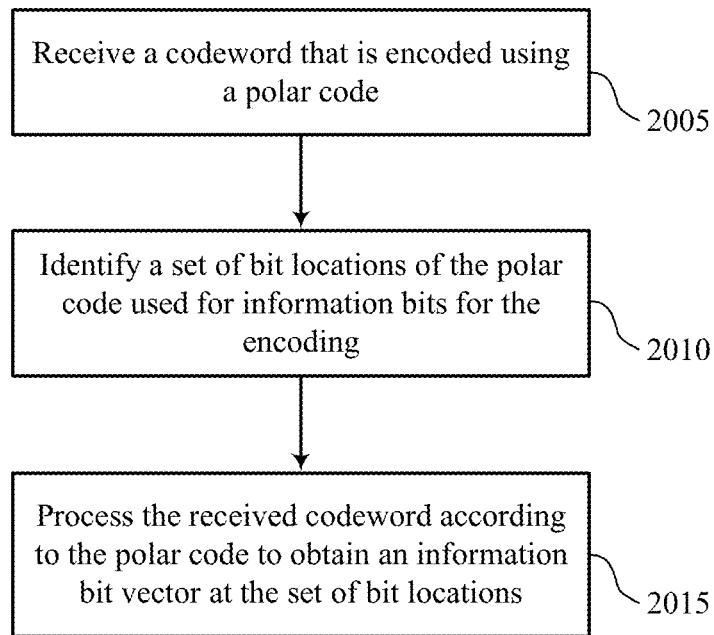 Receive a codeword that is encoded using
a polar code
2005
Identify a set of bit locations of the polar
code used for information bits for the
encoding
2010
Process the received codeword according
to the polar code to obtain an information
bit vector at the set of bit locations
2015